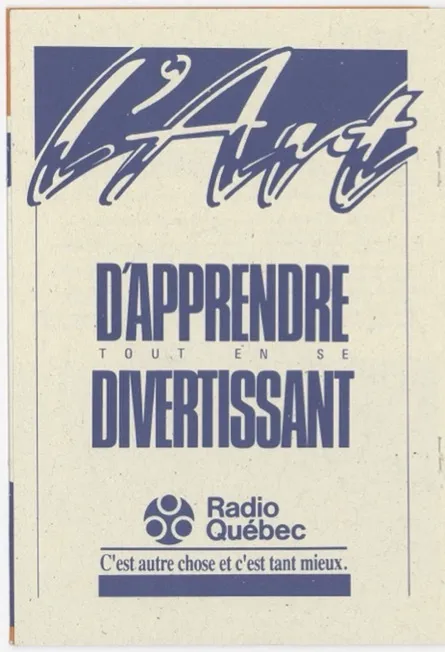 L'Art
D'APPRENDRE
TOUT EN SE
DIVERTISSANT
Radio
Québec
C'est autre chose et c'est tant mieux.